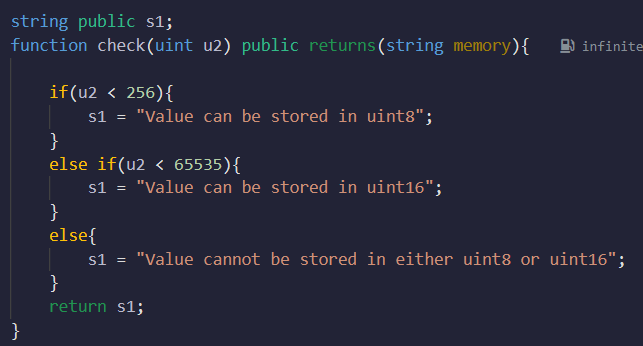 string public s1;
function check(uint u2) public returns(string memory){ infinite
if(u2 < 256){
s1 = "Value can be stored in uint8";
}
else if(u2 < 65535){
s1 = "Value can be stored in uint16";
}
else{
s1 = "Value cannot be stored in either uint8 or uint16";
}
return s1;
}